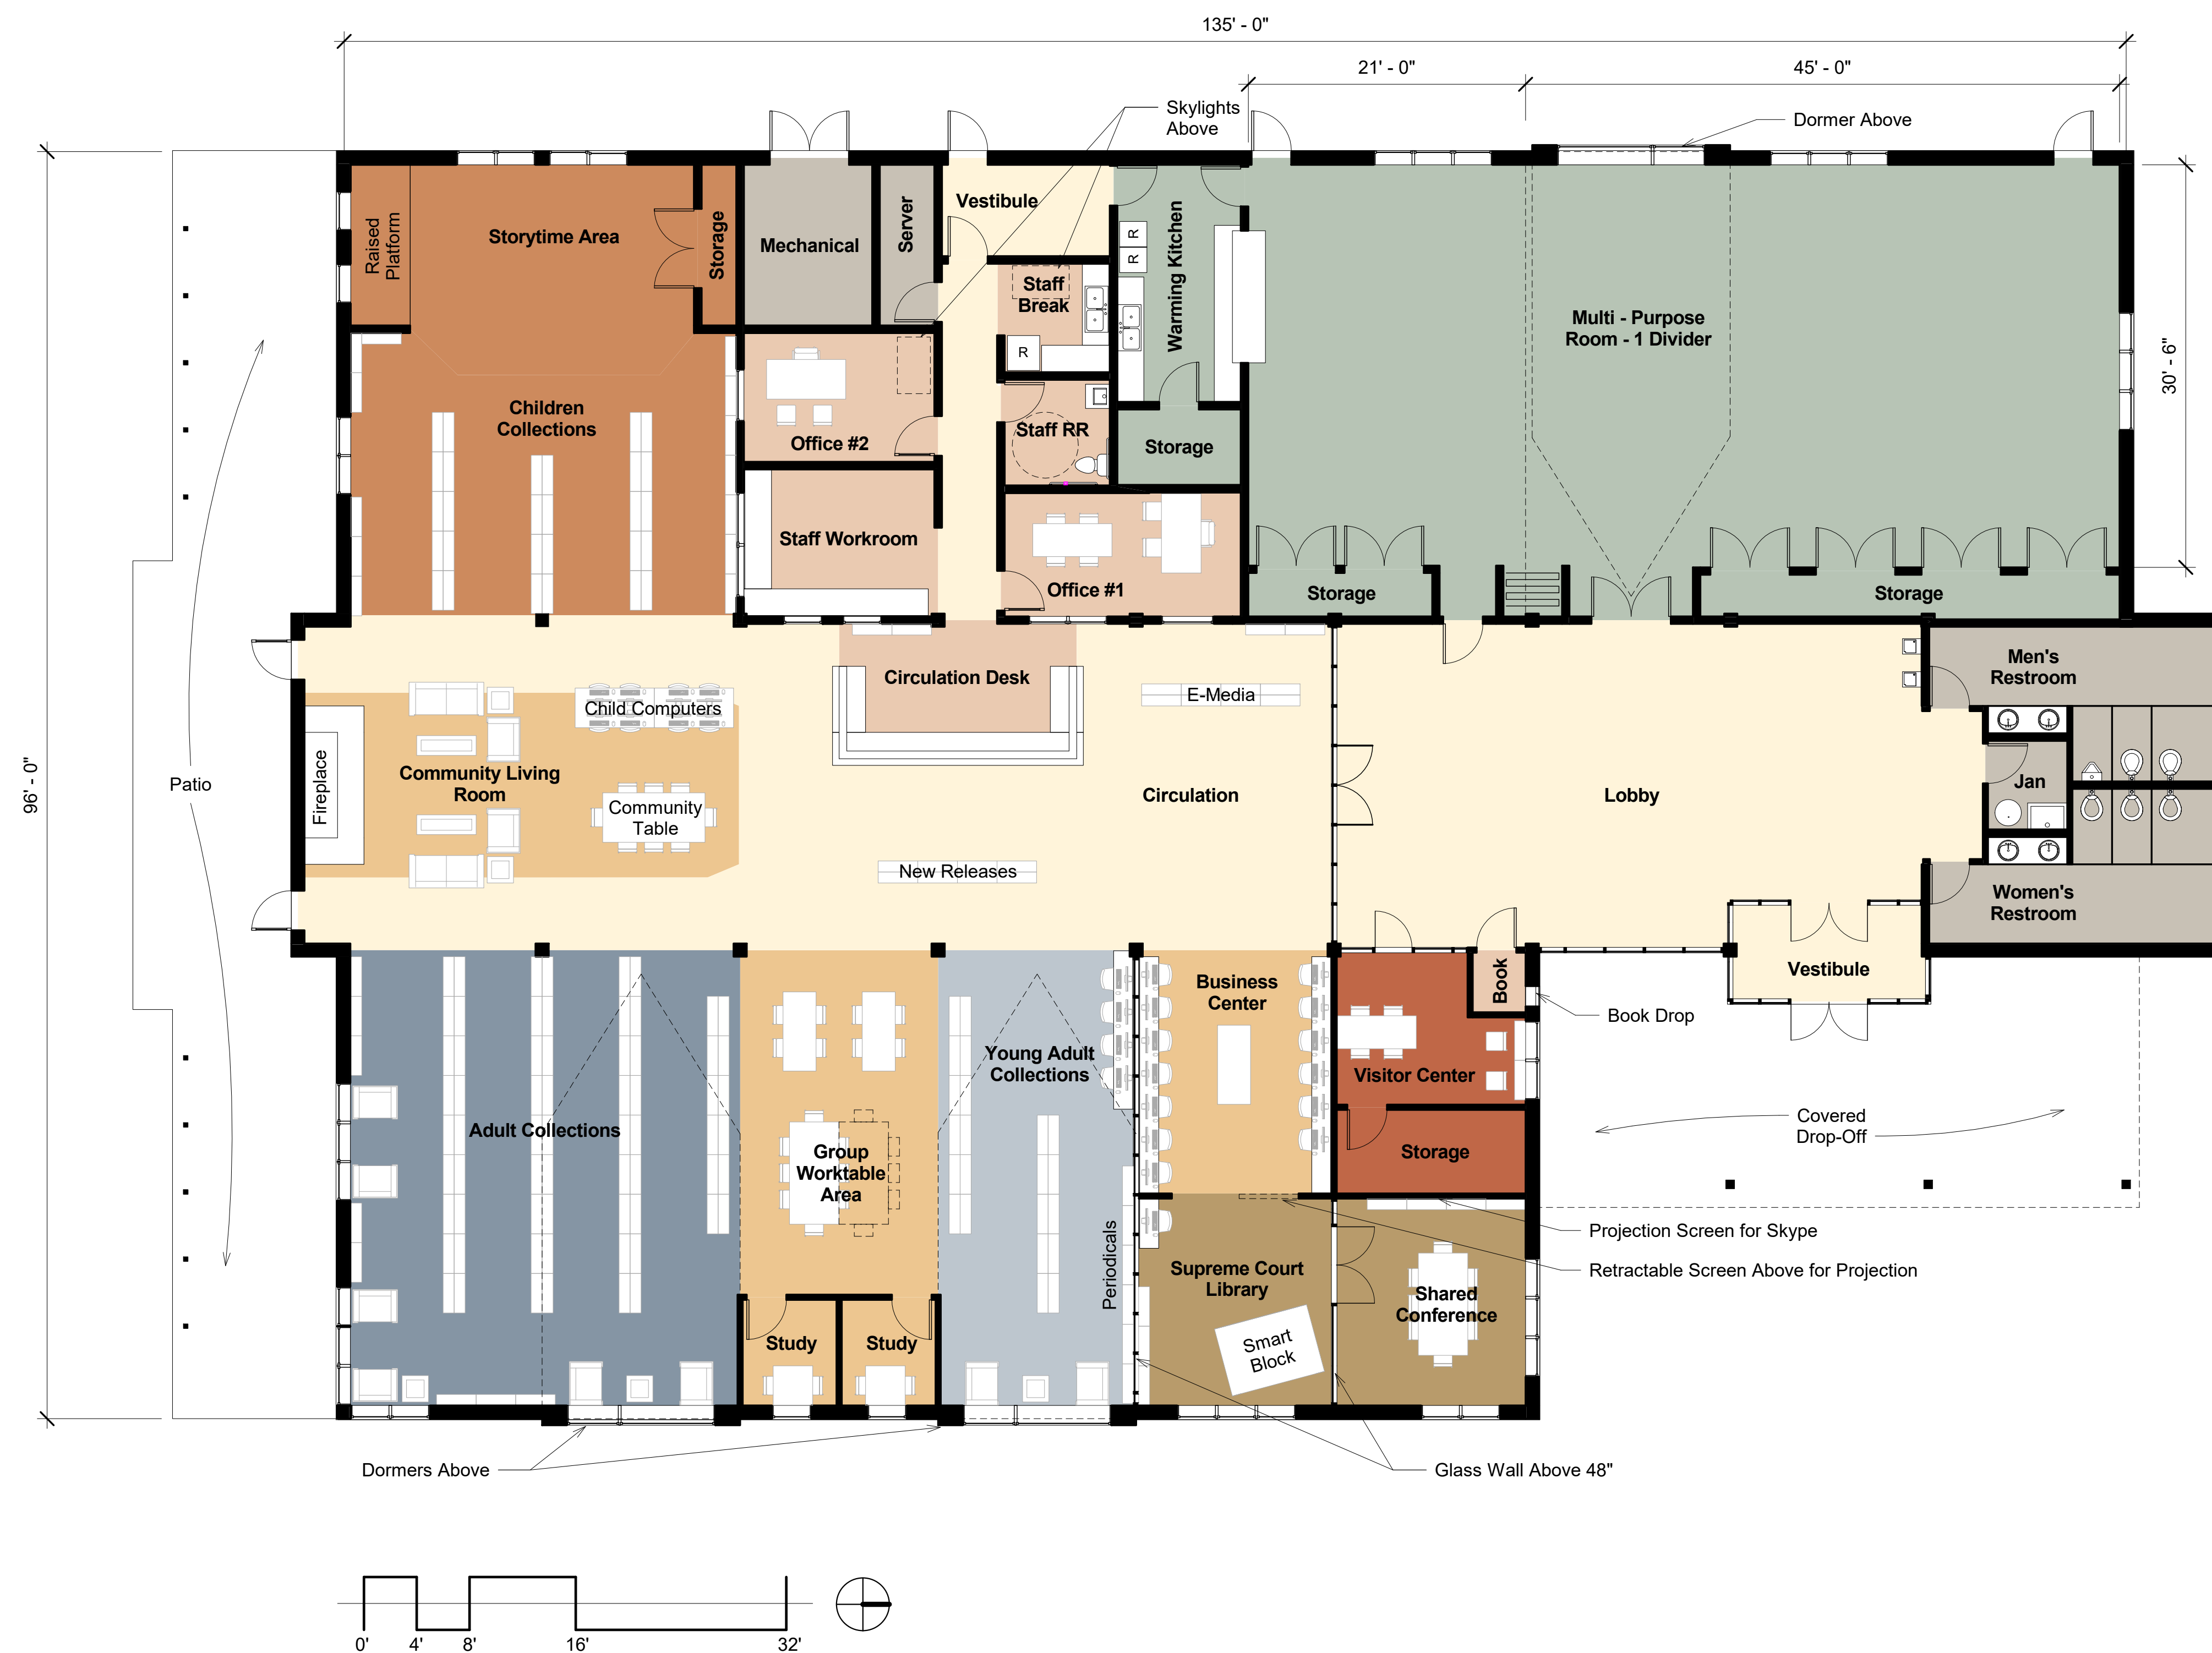 135' - 0"
21' - 0"
45' - 0"
Skylights
Above
Dormer Above
Vestibule
Storytime Area
Raised
Platform
Storage
Mechanical
Server
Warming Kitchen
R
R
Staff
Break
R
Multi - Purpose
Room - 1 Divider
30' - 6"
Children
Collections
Office #2
Staff RR
Storage
Staff Workroom
Office #1
Storage
Storage
Circulation Desk
E-Media
Men's
Restroom
Child Computers
Community Living
Room
Fireplace
Patio
96' - 0"
Community
Table
Circulation
Lobby
Jan
New Releases
Women's
Restroom
Business
Center
Book
Vestibule
Book Drop
Young Adult
Collections
Visitor Center
Adult Collections
Covered
Drop-Off
Group
Worktable
Area
Storage
Periodicals
Projection Screen for Skype
Supreme Court
Library
Retractable Screen Above for Projection
Shared
Conference
Study
Study
Smart
Block
Dormers Above
Glass Wall Above 48"
0'
4'
8'
16'
32'